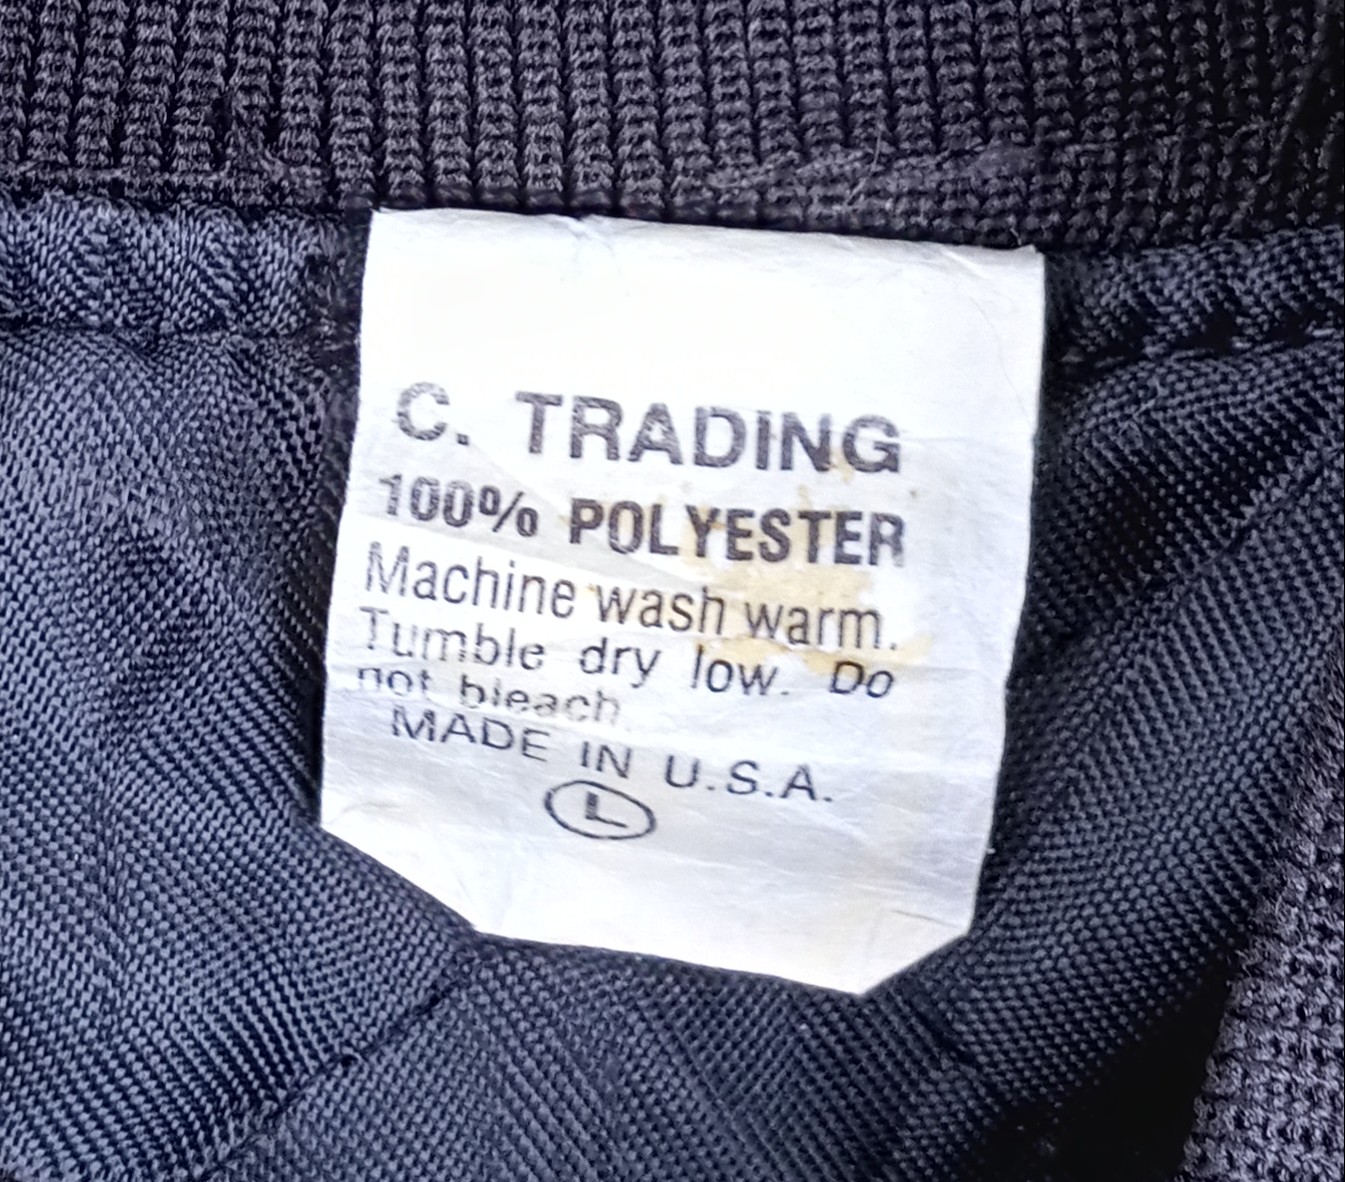 C. TRADING
100% POLYESTER
Machine wash warm.
Tumble dry low. Do
not bleach.
MADE IN U.S.A.
L